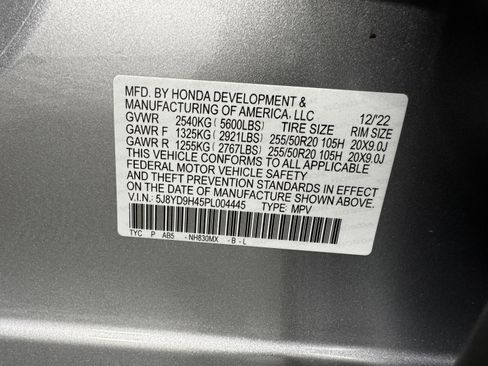 MFD. BY HONDA DEVELOPMENT &
MANUFACTURING OF AMERICA, LLC 12/'22
GVWR 2540KG (5600LBS) TIRE SIZE RIM SIZE
GAWR F 1325KG (2921LBS) 255/50R20 105H 20X9.0J
GAWR R 1255KG (2767LBS) 255/50R20 105H 20X9.0J
THIS VEHICLE CONFORMS TO ALL APPLICABLE
FEDERAL MOTOR VEHICLE SAFETY
AND THEFT PREVENTION STANDARDS IN EFFECT
ON THE DATE OF MANUFACTURE SHOWN ABOVE.
V.I.N.: 5J8YD9H45PL004445 TYPE: MPV
TYC P AB5 -NH830MX -B-L